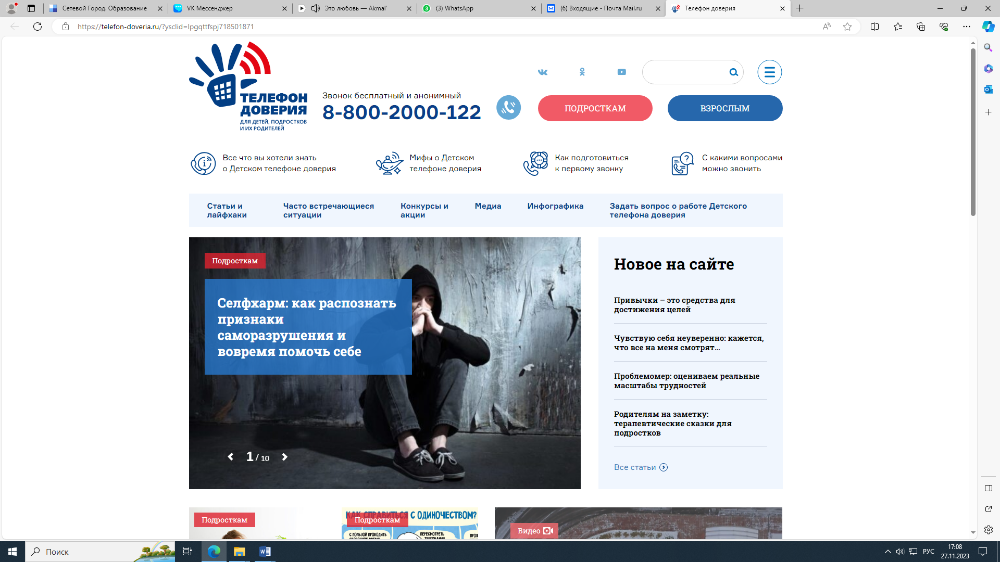 Сетевой Город. Образование
VK Мессенджер
Это любовь — Akmal'
(3) WhatsApp
(6) Входящие - Почта Mail.ru
Телефон доверия
https://telefon-doveria.ru/?ysclid=lpgqttfspj718501871
ТЕЛЕФОН
ДОВЕРИЯ
ДЛЯ ДЕТЕЙ, ПОДРОСТКОВ
И ИХ РОДИТЕЛЕЙ
Звонок бесплатный и анонимный
8-800-2000-122
ПОДРОСТКАМ
ВЗРОСЛЫМ
Все что вы хотели знать
о Детском телефоне доверия
Мифы о Детском
телефоне доверия
Как подготовиться
к первому звонку
С какими вопросами
можно звонить
Статьи и
лайфхаки
Часто встречающиеся
ситуации
Конкурсы и
акции
Медиа
Инфографика
Задать вопрос о работе Детского
телефона доверия
Подросткам
Селфхарм: как распознать
признаки
саморазрушения и
вовремя помочь себе
1 / 10
Новое на сайте
Привычки – это средства для
достижения целей
Чувствую себя неуверенно: кажется,
что все на меня смотрят...
Проблемомер: оцениваем реальные
масштабы трудностей
Родителям на заметку:
терапевтические сказки для
подростков
Все статьи
Подросткам
КАК СПРАВИТЬСЯ С ОДИНОЧЕСТВОМ?
Подросткам
С ПОЛЬЗОЙ ПРОВОДИТЬ
ПЕРЕСМОТРЕТЬ
Видео
Поиск
РУС
17:08
27.11.2023